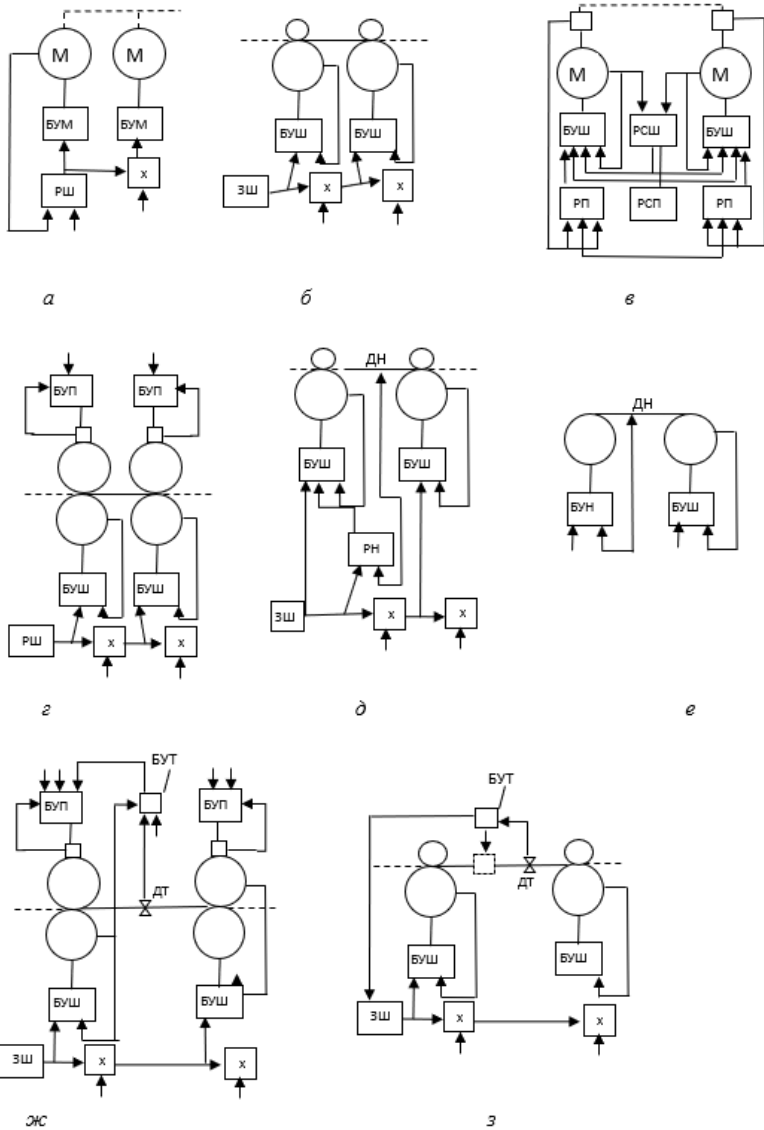 М М
БУМ БУМ
РШ х
а
БУШ БУШ
ЗШ х х
б
М М
БУШ РСШ БУШ
РП РСП РП
в
БУП БУП
БУШ БУШ
РШ х х
г
ДН
БУШ БУШ
РН
ЗШ х х
д
ДН
БУН БУШ
е
БУТ
БУП БУП
ДТ
БУШ БУШ
ЗШ х х
ж
БУТ
ДТ
БУШ БУШ
ЗШ х х
з